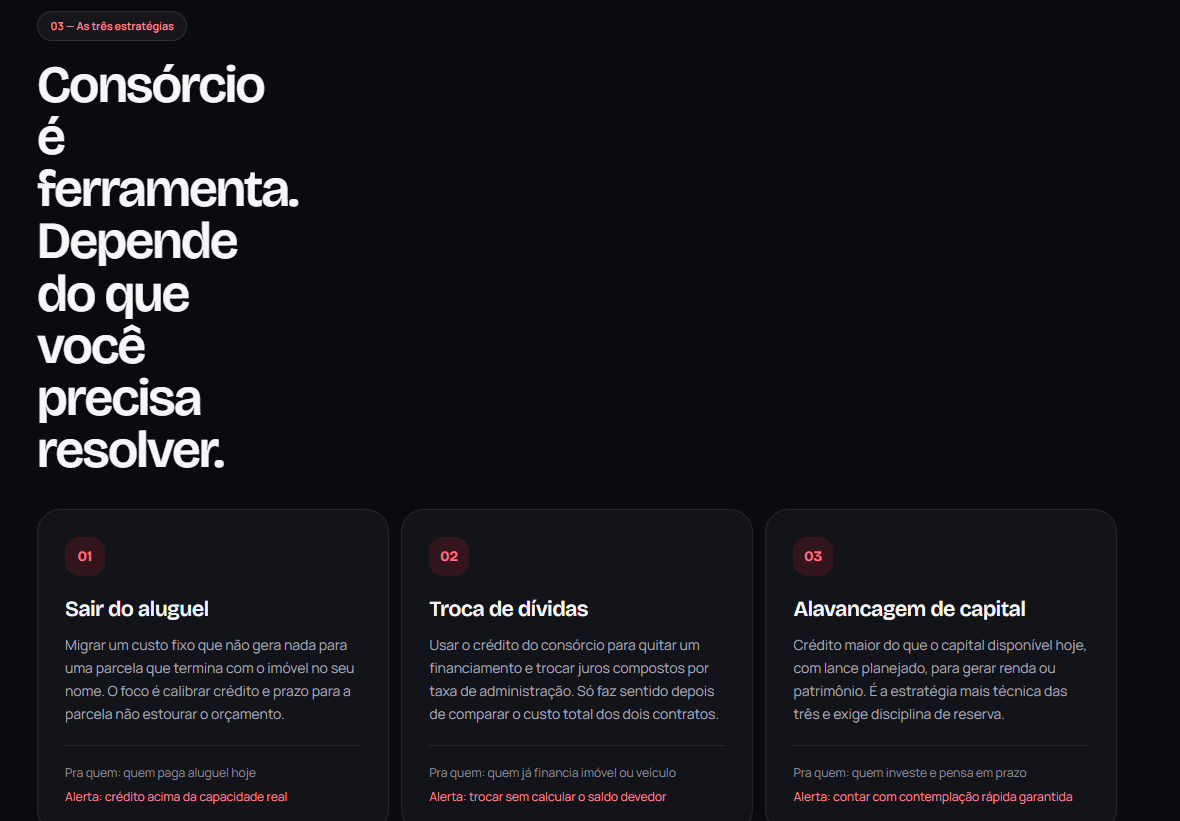 03 — As três estratégias
Consórcio
é
ferramenta.
Depende
do que
você
precisa
resolver.
01
Sair do aluguel
Migrar um custo fixo que não gera nada para
uma parcela que termina com o imóvel no seu
nome. O foco é calibrar crédito e prazo para a
parcela não estourar o orçamento.
Pra quem: quem paga aluguel hoje
Alerta: crédito acima da capacidade real
02
Troca de dívidas
Usar o crédito do consórcio para quitar um
financiamento e trocar juros compostos por
taxa de administração. Só faz sentido depois
de comparar o custo total dos dois contratos.
Pra quem: quem já financia imóvel ou veículo
Alerta: trocar sem calcular o saldo devedor
03
Alavancagem de capital
Crédito maior do que o capital disponível hoje,
com lance planejado, para gerar renda ou
patrimônio. É a estratégia mais técnica das
três e exige disciplina de reserva.
Pra quem: quem investe e pensa em prazo
Alerta: contar com contemplação rápida garantida